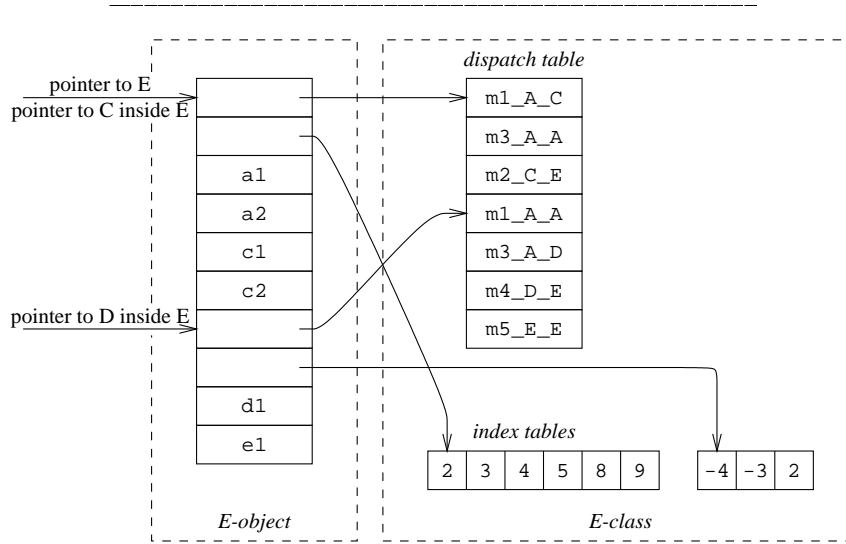 dispatch table
pointer to E
pointer to C inside E
m1_A_C
m3_A_A
a1
m2_C_E
a2
m1_A_A
c1
m3_A_D
c2
m4_D_E
pointer to D inside E
m5_E_E
d1
e1
index tables
2 3 4 5 8 9
-4 -3 2
E-object
E-class